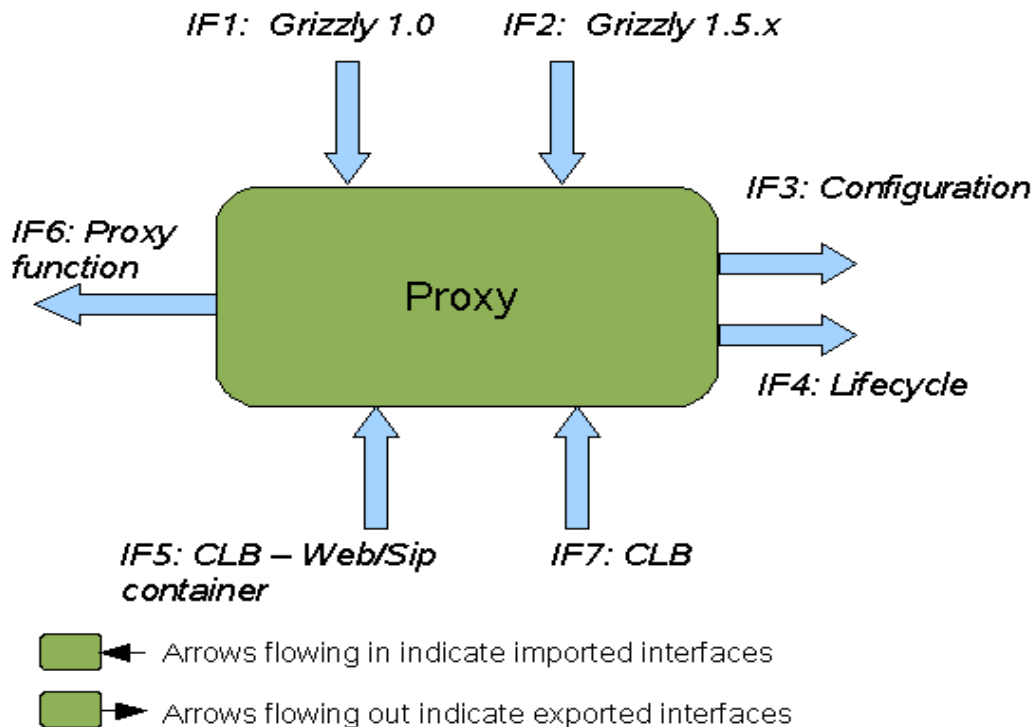 IF1: Grizzly 1.0
IF2: Grizzly 1.5.x
IF3: Configuration
IF6: Proxy
function
Proxy
IF4: Lifecycle
IF5: CLB – Web/Sip
container
IF7: CLB
Arrows flowing in indicate imported interfaces
Arrows flowing out indicate exported interfaces